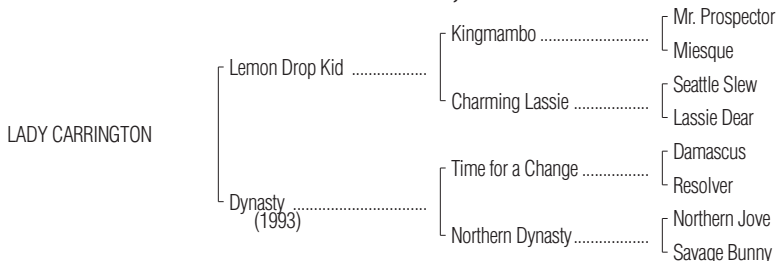 Mr. Prospector
Kingmambo ........................
Miesque
Lemon Drop Kid .................
Seattle Slew
Charming Lassie .................
Lassie Dear
LADY CARRINGTON
Damascus
Time for a Change ...............
Resolver
Dynasty ..............................
(1993)
Northern Jove
Northern Dynasty.................
Savage Bunny